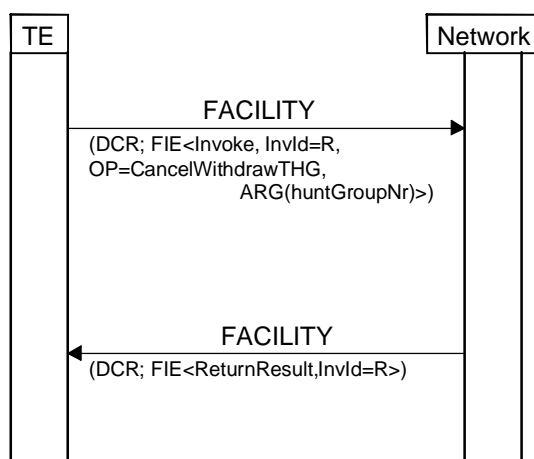 TE
Network
FACILITY
(DCR; FIE<Invoke, InvId=R,
OP=CancelWithdrawTHG,
ARG(huntGroupNr)>)
FACILITY
(DCR; FIE<ReturnResult,InvId=R>)